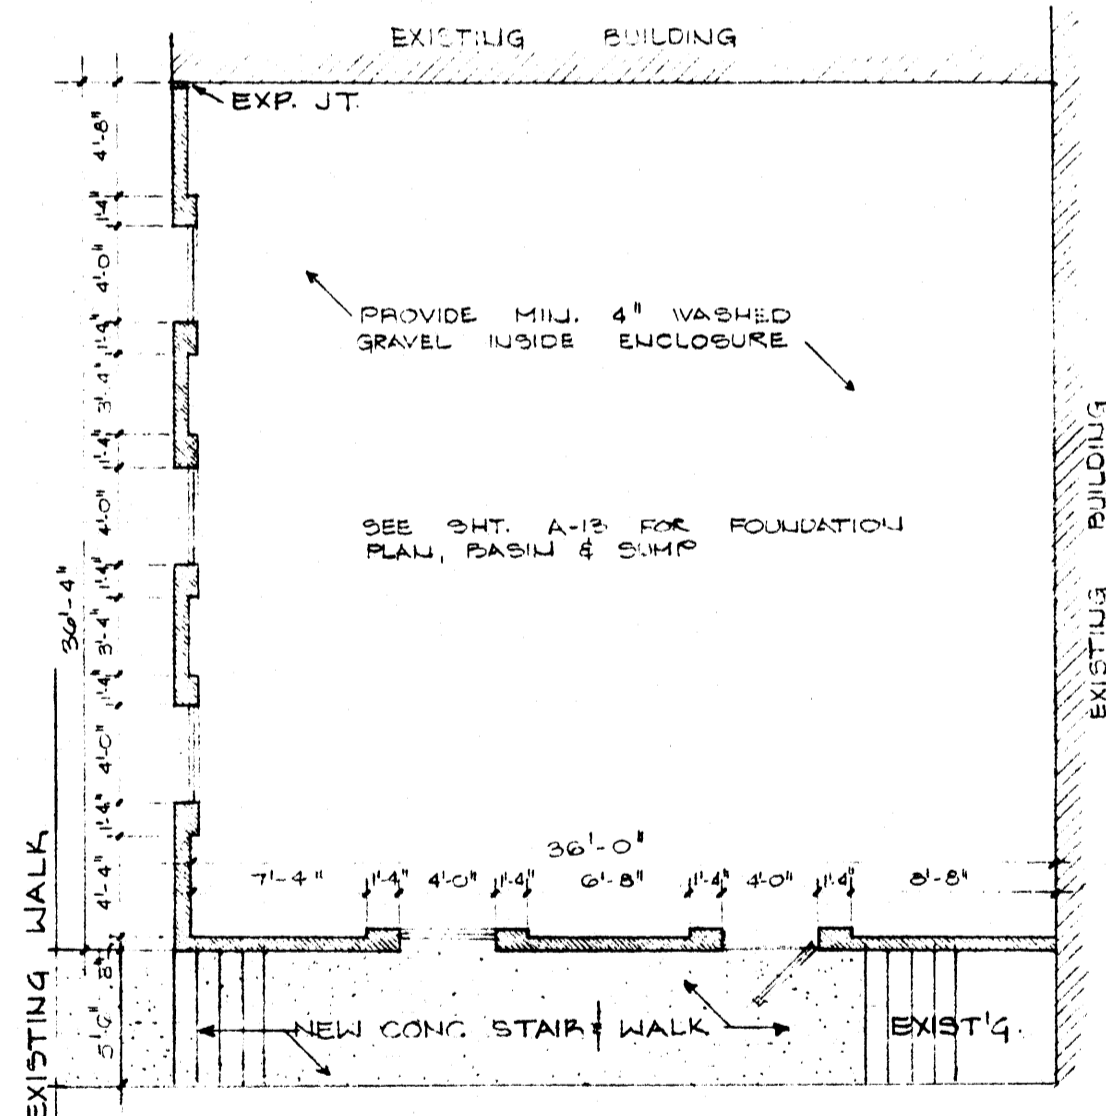 EXISTING BUILDING
EXP. JT.
4'-8"
1'-4"
4'-0"
1'-4"
3'-4"
1'-4"
4'-0"
1'-4"
3'-4"
1'-4"
4'-0"
1'-4"
4'-4"
8"
36'-4"
PROVIDE MIN. 4" WASHED
GRAVEL INSIDE ENCLOSURE
SEE SHT. A-13 FOR FOUNDATION
PLAN, BASIN & SUMP
EXISTING BUILDING
36'-0"
7'-4" 1'-4" 4'-0" 1'-4" 6'-8" 1'-4" 4'-0" 1'-4" 8'-8"
EXISTING WALK
NEW CONC. STAIR & WALK
EXIST'G.